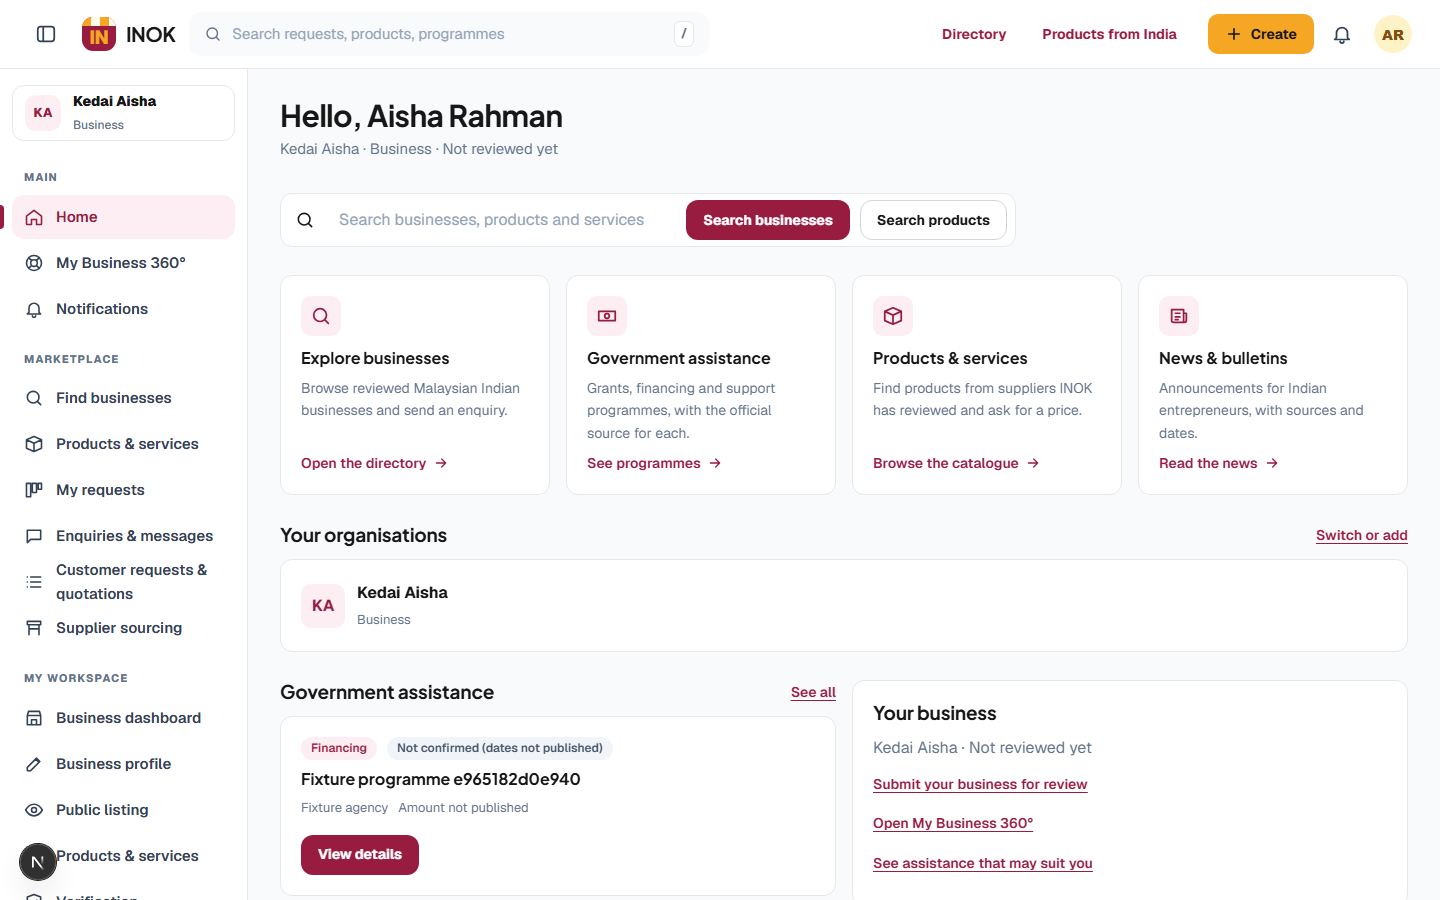 IN INOK
Search requests, products, programmes
/
Directory
Products from India
Create
AR
KA
Kedai Aisha
Business
MAIN
Home
My Business 360°
Notifications
MARKETPLACE
Find businesses
Products & services
My requests
Enquiries & messages
Customer requests &
quotations
Supplier sourcing
MY WORKSPACE
Business dashboard
Business profile
Public listing
N
Products & services
Verification
Hello, Aisha Rahman
Kedai Aisha · Business · Not reviewed yet
Search businesses, products and services
Search businesses
Search products
Explore businesses
Browse reviewed Malaysian Indian
businesses and send an enquiry.
Open the directory →
Government assistance
Grants, financing and support
programmes, with the official
source for each.
See programmes →
Products & services
Find products from suppliers INOK
has reviewed and ask for a price.
Browse the catalogue →
News & bulletins
Announcements for Indian
entrepreneurs, with sources and
dates.
Read the news →
Your organisations
Switch or add
KA
Kedai Aisha
Business
Government assistance
See all
Financing
Not confirmed (dates not published)
Fixture programme e965182d0e940
Fixture agency Amount not published
View details
Your business
Kedai Aisha · Not reviewed yet
Submit your business for review
Open My Business 360°
See assistance that may suit you